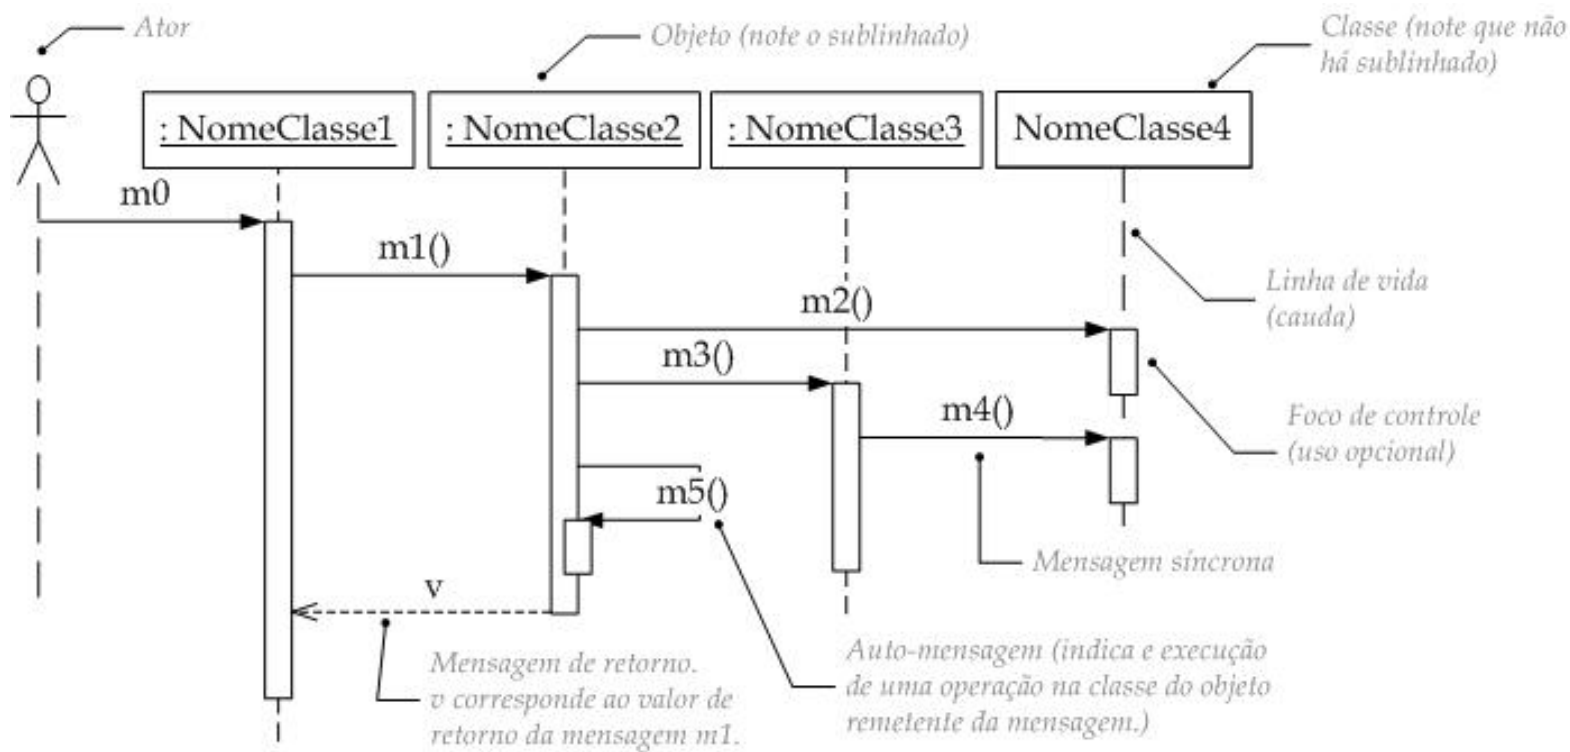 Ator
Objeto (note o sublinhado)
Classe (note que não
há sublinhado)
: NomeClasse1
: NomeClasse2
: NomeClasse3
NomeClasse4
m0
m1()
m2()
Linha de vida
(cauda)
m3()
m4()
Foco de controle
(uso opcional)
m5()
Mensagem síncrona
v
Mensagem de retorno.
v corresponde ao valor de
retorno da mensagem m1.
Auto-mensagem (indica e execução
de uma operação na classe do objeto
remetente da mensagem.)